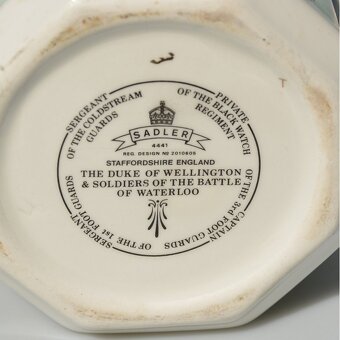 3
SERGEANT
OF THE COLDSTREAM
GUARDS
PRIVATE
OF THE BLACK WATCH
REGIMENT
SADLER
4441
REG. DESIGN No 2010605
STAFFORDSHIRE ENGLAND
THE DUKE OF WELLINGTON
& SOLDIERS OF THE BATTLE
OF WATERLOO
SERGEANT
OF THE 1st FOOT GUARDS
CAPTAIN
OF THE 3rd FOOT GUARDS